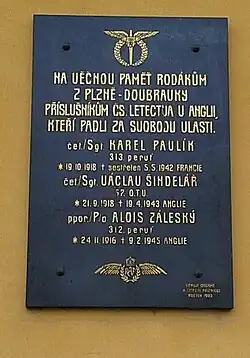 NA VĚČNOU PAMĚŤ RODÁKŮM
Z PLZNĚ-DOUBRAVKY
PŘÍSLUŠNÍKŮM ČS. LETECTVA V ANGLII,
KTEŘÍ PADLI ZA SVOBODU VLASTI.
čet/Sgt. KAREL PAULÍK
313. peruť
* 19.10.1918 + sestřelen 5.5.1942 FRANCIE
čet/Sgt. VÁCLAV ŠINDELÁŘ
57. O.T.U.
* 21.9.1918 + 19.4.1943 ANGLIE
ppor/P/o ALOIS ZÁLESKÝ
312. peruť
* 24.11.1916 + 9.2.1945 ANGLIE